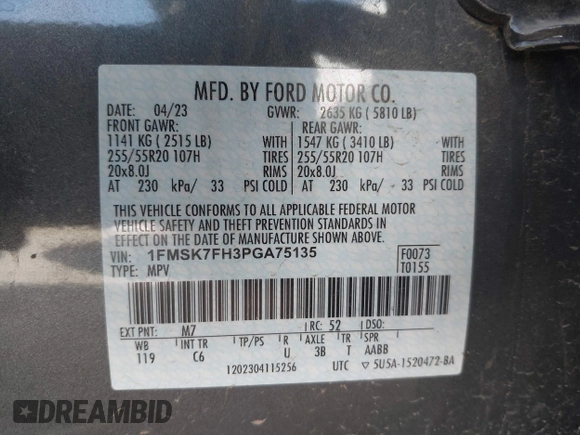 MFD. BY FORD MOTOR CO.
DATE: 04/23 GVWR: 2635 KG ( 5810 LB)
FRONT GAWR: REAR GAWR:
1141 KG ( 2515 LB) WITH 1547 KG ( 3410 LB) WITH
255/55R20 107H TIRES 255/55R20 107H TIRES
20x8.0J RIMS 20x8.0J RIMS
AT 230 kPa/ 33 PSI COLD AT 230 kPa/ 33 PSI COLD
THIS VEHICLE CONFORMS TO ALL APPLICABLE FEDERAL MOTOR
VEHICLE SAFETY AND THEFT PREVENTION STANDARDS
IN EFFECT ON THE DATE OF MANUFACTURE SHOWN ABOVE.
VIN: 1FMSK7FH3PGA75135 F0073
TYPE: MPV T0155
EXT PNT: M7 RC: 52 DSO:
WB INT TR TP/PS R AXLE TR SPR
119 C6 U 3B T AABB
1202304115256 UTC ▽ 5U5A-1520472-BA
DREAMBID